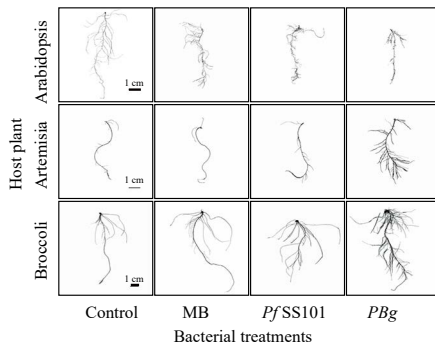 Host plant
Arabidopsis
1 cm
Artemisia
1 cm
Broccoli
1 cm
Control MB Pf SS101 PBg
Bacterial treatments